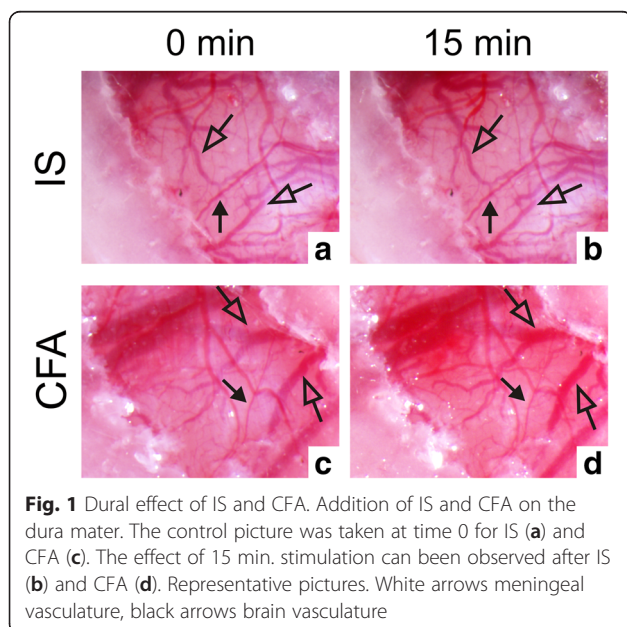 0 min 15 min
IS
a b
CFA
c d
Fig. 1 Dural effect of IS and CFA. Addition of IS and CFA on the
dura mater. The control picture was taken at time 0 for IS (a) and
CFA (c). The effect of 15 min. stimulation can been observed after IS
(b) and CFA (d). Representative pictures. White arrows meningeal
vasculature, black arrows brain vasculature